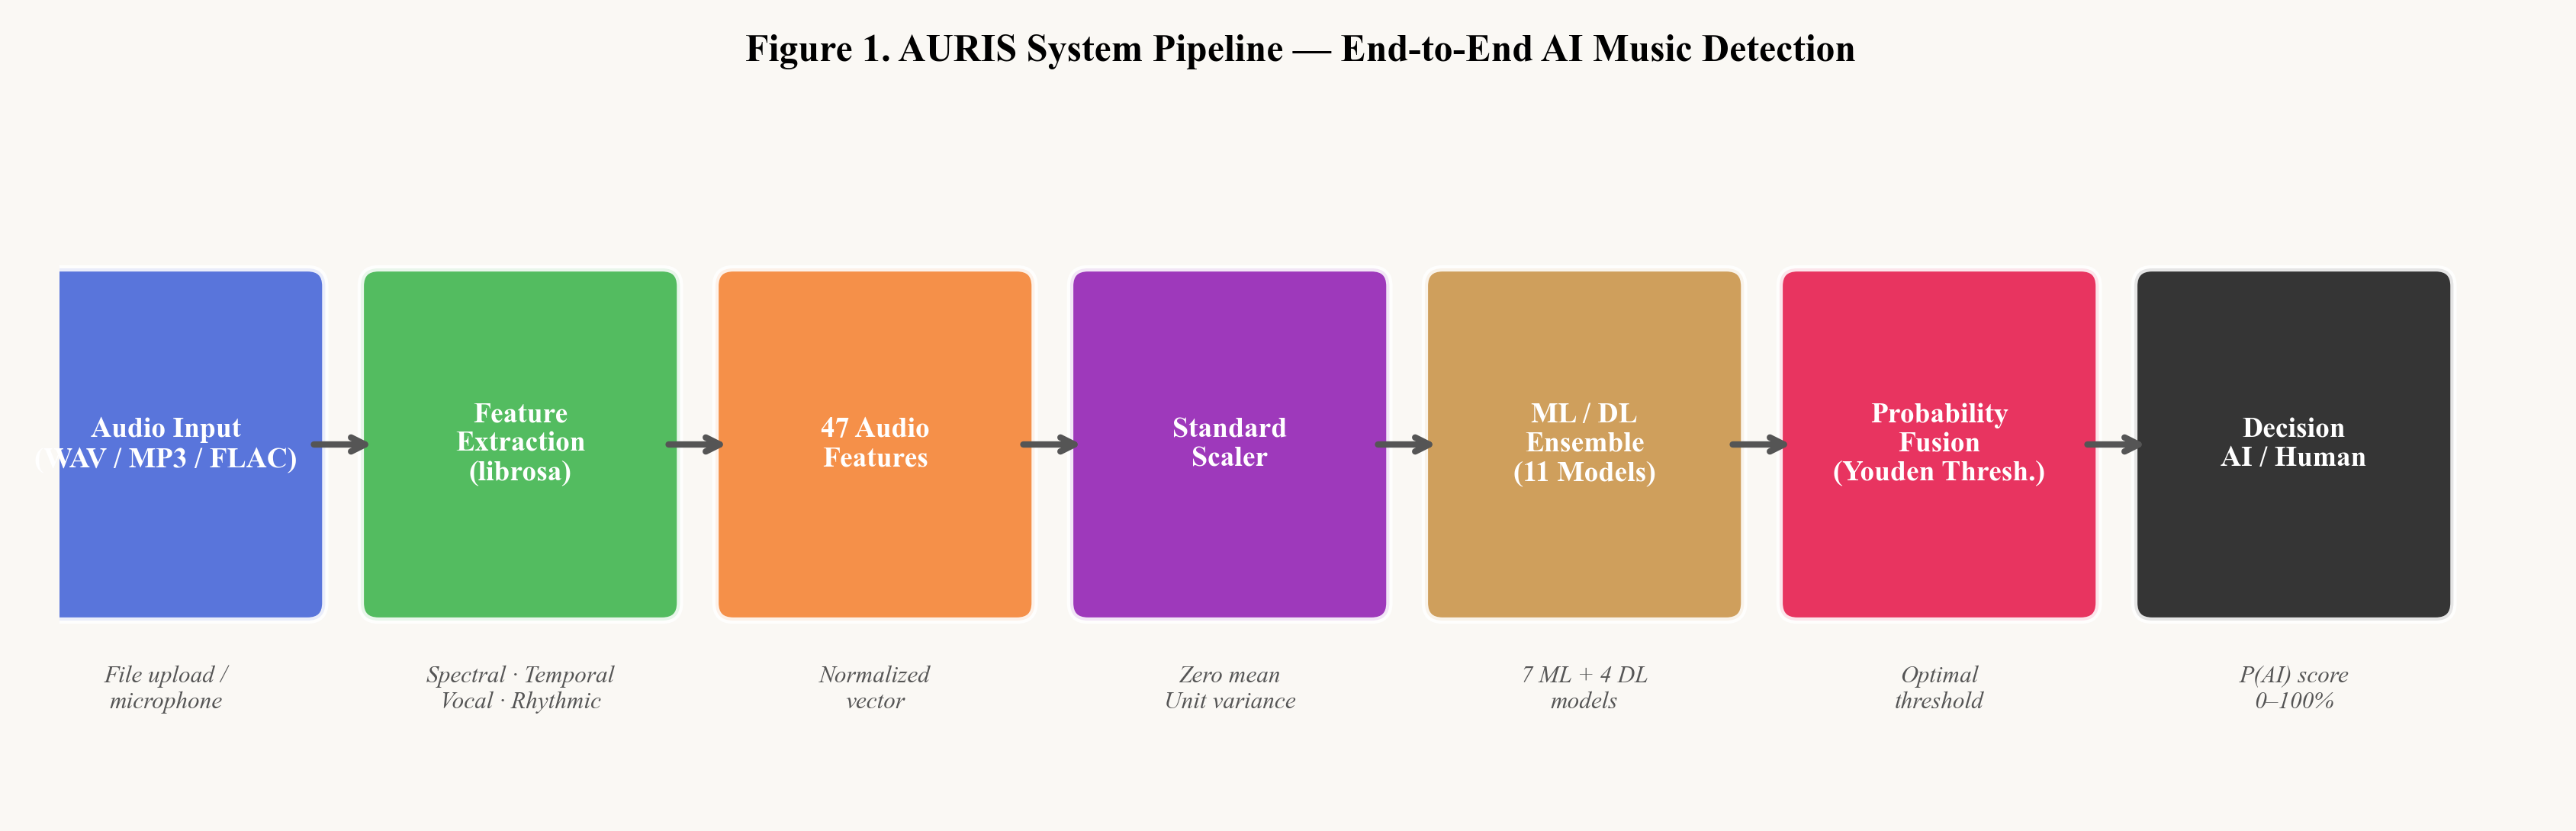 Figure 1. AURIS System Pipeline — End-to-End AI Music Detection
Audio Input
(WAV / MP3 / FLAC)
Feature
Extraction
(librosa)
47 Audio
Features
Standard
Scaler
ML / DL
Ensemble
(11 Models)
Probability
Fusion
(Youden Thresh.)
Decision
AI / Human
File upload /
microphone
Spectral · Temporal
Vocal · Rhythmic
Normalized
vector
Zero mean
Unit variance
7 ML + 4 DL
models
Optimal
threshold
P(AI) score
0–100%